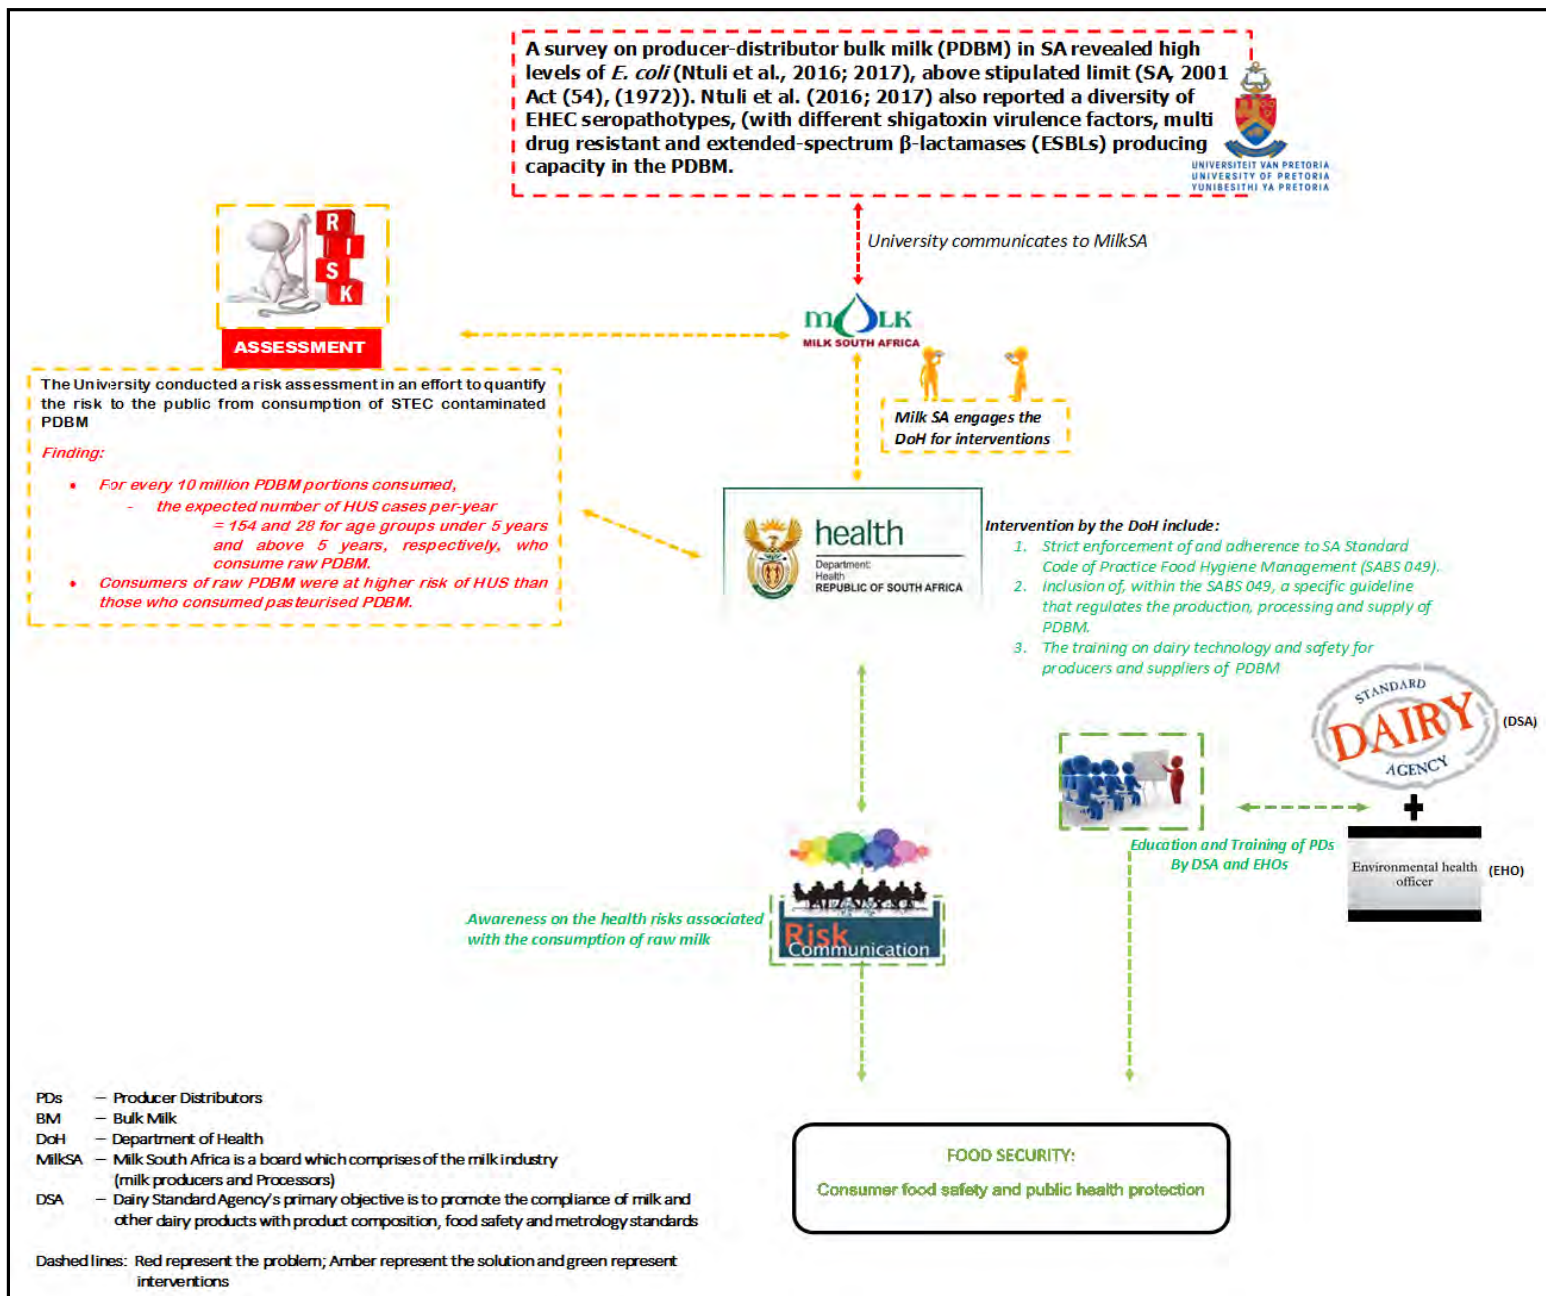 A survey on producer-distributor bulk milk (PDBM) in SA revealed high
levels of E. coli (Ntuli et al., 2016; 2017), above stipulated limit (SA, 2001
Act (54), (1972)). Ntuli et al. (2016; 2017) also reported a diversity of
EHEC seropathotypes, (with different shigatoxin virulence factors, multi
drug resistant and extended-spectrum β-lactamases (ESBLs) producing
capacity in the PDBM.
UNIVERSITEIT VAN PRETORIA
UNIVERSITY OF PRETORIA
YUNIBESITHI YA PRETORIA
University communicates to MilkSA
R
I
S
K
ASSESSMENT
MILK
MILK SOUTH AFRICA
The University conducted a risk assessment in an effort to quantify
the risk to the public from consumption of STEC contaminated
PDBM
Finding:
• For every 10 million PDBM portions consumed,
- the expected number of HUS cases per-year
= 154 and 28 for age groups under 5 years
and above 5 years, respectively, who
consume raw PDBM.
• Consumers of raw PDBM were at higher risk of HUS than
those who consumed pasteurised PDBM.
Milk SA engages the
DoH for interventions
health
Department:
Health
REPUBLIC OF SOUTH AFRICA
Intervention by the DoH include:
1. Strict enforcement of and adherence to SA Standard
Code of Practice Food Hygiene Management (SABS 049).
2. Inclusion of, within the SABS 049, a specific guideline
that regulates the production, processing and supply of
PDBM.
3. The training on dairy technology and safety for
producers and suppliers of PDBM
STANDARD
DAIRY
AGENCY
(DSA)
+
Environmental health
officer
(EHO)
Education and Training of PDs
By DSA and EHOs
Awareness on the health risks associated
with the consumption of raw milk
Risk
Communication
FOOD SECURITY:
Consumer food safety and public health protection
PDs – Producer Distributors
BM – Bulk Milk
DoH – Department of Health
MilkSA – Milk South Africa is a board which comprises of the milk industry
(milk producers and Processors)
DSA – Dairy Standard Agency's primary objective is to promote the compliance of milk and
other dairy products with product composition, food safety and metrology standards
Dashed lines: Red represent the problem; Amber represent the solution and green represent
interventions